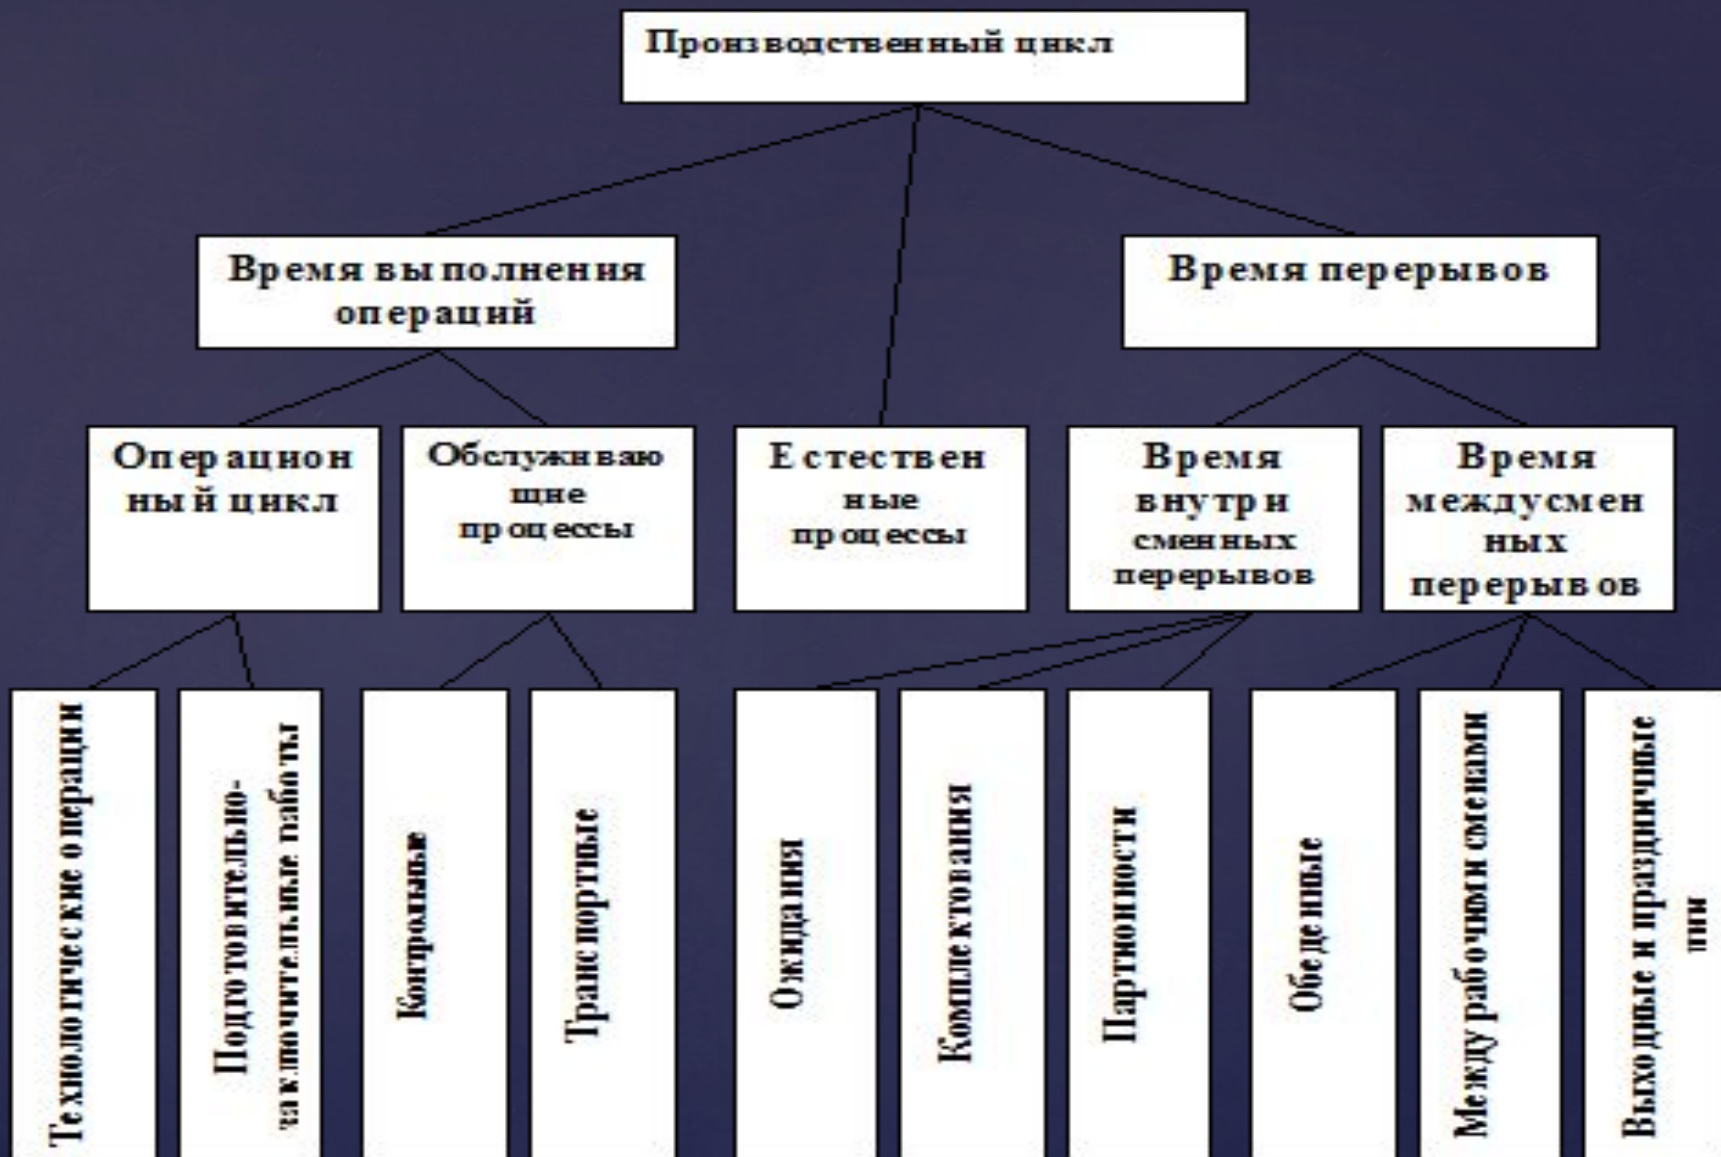 Производственный цикл
Время выполнения
операций
Время перерывов
Операцион
ный цикл
Обслуживаю
щие
процессы
Естествен
ные
процессы
Время
внутри
сменных
перерывов
Время
междусмен
ных
перерывов
Технологические операции
Подготовительно-
заключительные работы
Контрольные
Транспортные
Ожидания
Комплектования
Партионности
Обеденные
Между рабочими сменами
Выходные и праздничные
дни